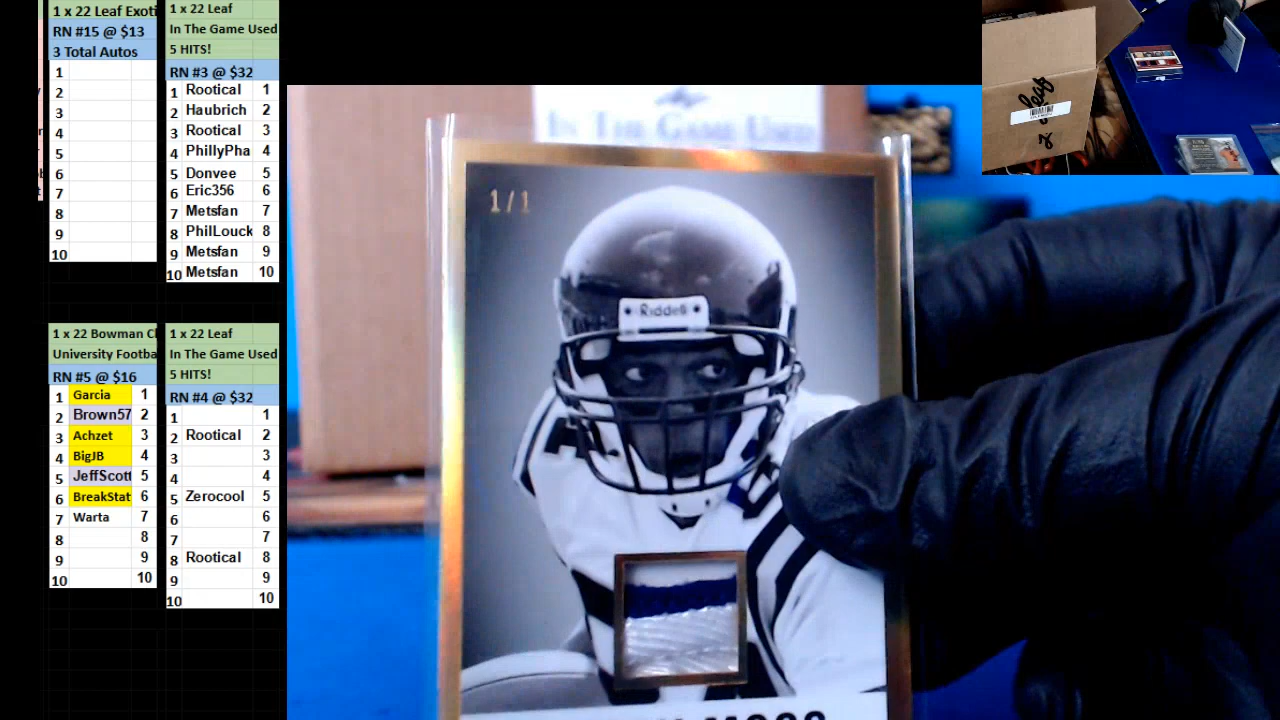 1 x 22 Leaf Exoti
RN #15 @ $13
3 Total Autos
1
2
3
4
5
6
7
8
9
10
1 x 22 Leaf
In The Game Used
5 HITS!
RN #3 @ $32
1 Rootical 1
2 Haubrich 2
3 Rootical 3
4 PhillyPha 4
5 Donvee 5
6 Eric356 6
7 Metsfan 7
8 PhilLouck 8
9 Metsfan 9
10 Metsfan 10
1 x 22 Bowman Cl
University Footba
RN #5 @ $16
1 Garcia 1
2 Brown57 2
3 Achzet 3
4 BigJB 4
5 JeffScott 5
6 BreakStat 6
7 Warta 7
8 8
9 9
10 10
1 x 22 Leaf
In The Game Used
5 HITS!
RN #4 @ $32
1 1
2 Rootical 2
3 3
4 4
5 Zerocool 5
6 6
7 7
8 Rootical 8
9 9
10 10
IN THE GAME USED
1/1
Riddell
MOSS
leaf
2